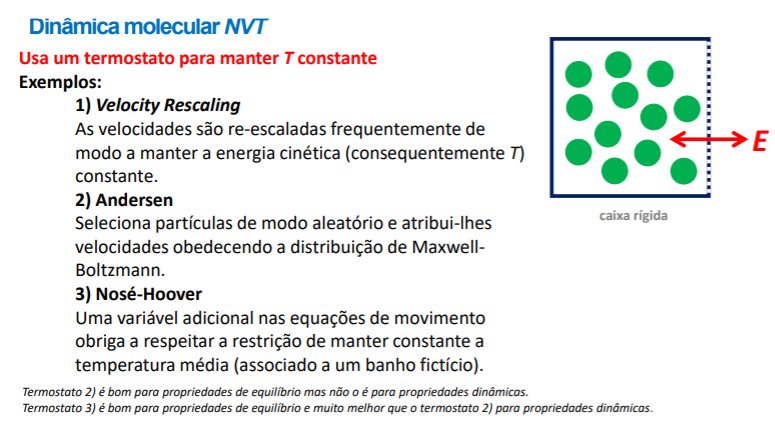 Dinâmica molecular NVT
Usa um termostato para manter T constante
Exemplos:
1) Velocity Rescaling
As velocidades são re-escaladas frequentemente de
modo a manter a energia cinética (consequentemente T)
constante.
2) Andersen
Seleciona partículas de modo aleatório e atribui-lhes
velocidades obedecendo a distribuição de Maxwell-
Boltzmann.
3) Nosé-Hoover
Uma variável adicional nas equações de movimento
obriga a respeitar a restrição de manter constante a
temperatura média (associado a um banho fictício).
E
caixa rígida
Termostato 2) é bom para propriedades de equilíbrio mas não o é para propriedades dinâmicas.
Termostato 3) é bom para propriedades de equilíbrio e muito melhor que o termostato 2) para propriedades dinâmicas.